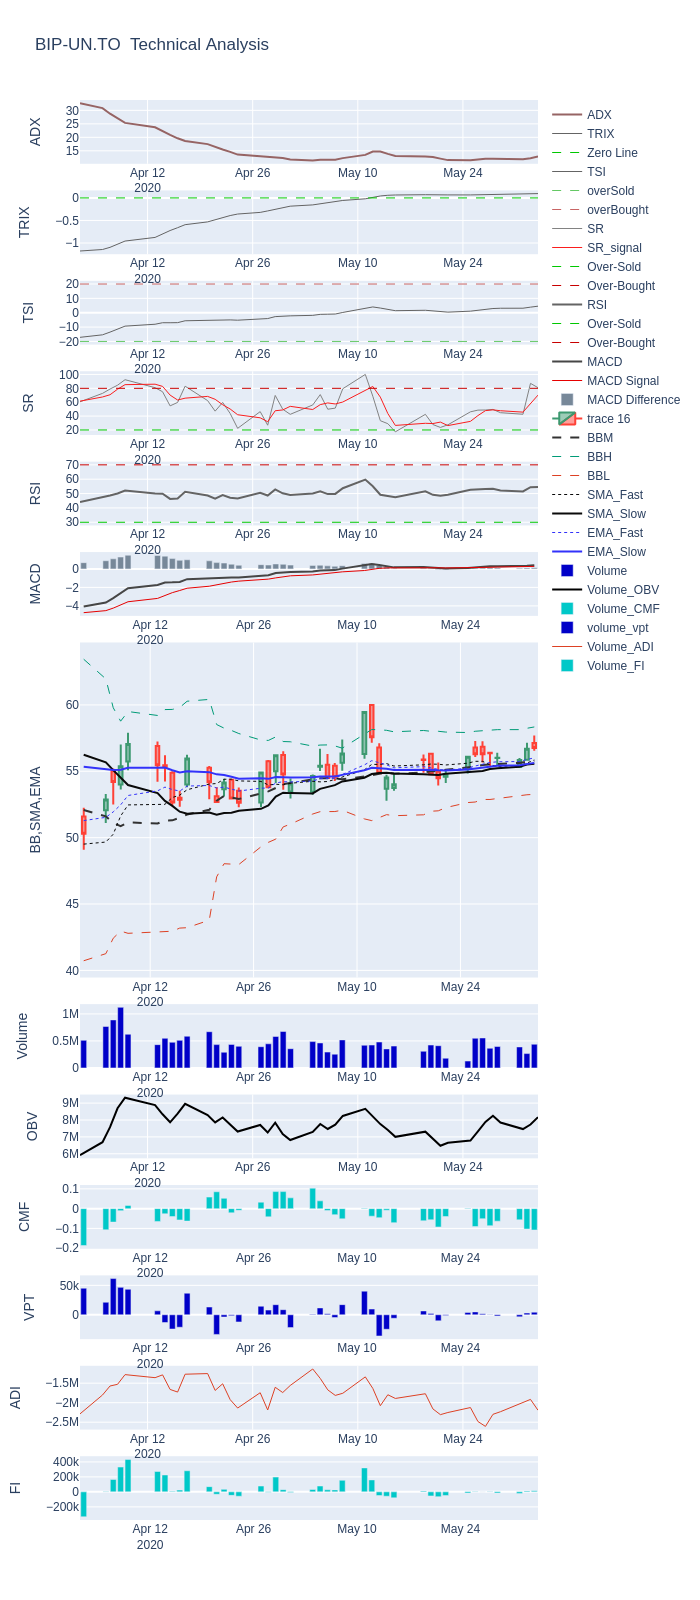 BIP-UN.TO  Technical Analysis
ADX
30
25
20
15
Apr 12
2020
Apr 26
May 10
May 24
TRIX
0
−0.5
−1
Apr 12
2020
Apr 26
May 10
May 24
TSI
20
10
0
−10
−20
Apr 12
2020
Apr 26
May 10
May 24
SR
100
80
60
40
20
Apr 12
2020
Apr 26
May 10
May 24
RSI
70
60
50
40
30
Apr 12
2020
Apr 26
May 10
May 24
MACD
0
−2
−4
Apr 12
2020
Apr 26
May 10
May 24
BB,SMA,EMA
60
55
50
45
40
Apr 12
2020
Apr 26
May 10
May 24
Volume
1M
0.5M
0
Apr 12
2020
Apr 26
May 10
May 24
OBV
9M
8M
7M
6M
Apr 12
2020
Apr 26
May 10
May 24
CMF
0.1
0
−0.1
−0.2
Apr 12
2020
Apr 26
May 10
May 24
VPT
50k
0
Apr 12
2020
Apr 26
May 10
May 24
ADI
−1.5M
−2M
−2.5M
Apr 12
2020
Apr 26
May 10
May 24
FI
400k
200k
0
−200k
Apr 12
2020
Apr 26
May 10
May 24
ADX
TRIX
Zero Line
TSI
overSold
overBought
SR
SR_signal
Over-Sold
Over-Bought
RSI
Over-Sold
Over-Bought
MACD
MACD Signal
MACD Difference
trace 16
BBM
BBH
BBL
SMA_Fast
SMA_Slow
EMA_Fast
EMA_Slow
Volume
Volume_OBV
Volume_CMF
volume_vpt
Volume_ADI
Volume_FI